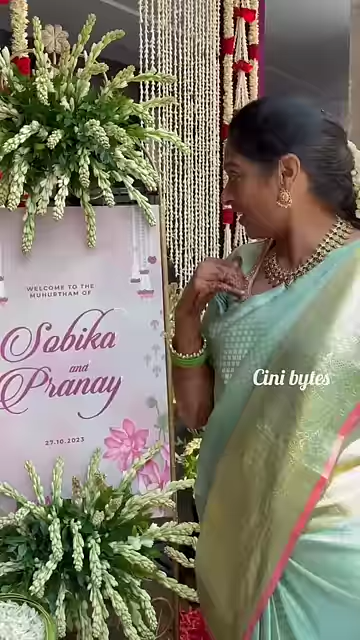 WELCOME TO THE
MUHURTHAM OF
Sobika
and
Pranay
27.10.2023
Cini bytes